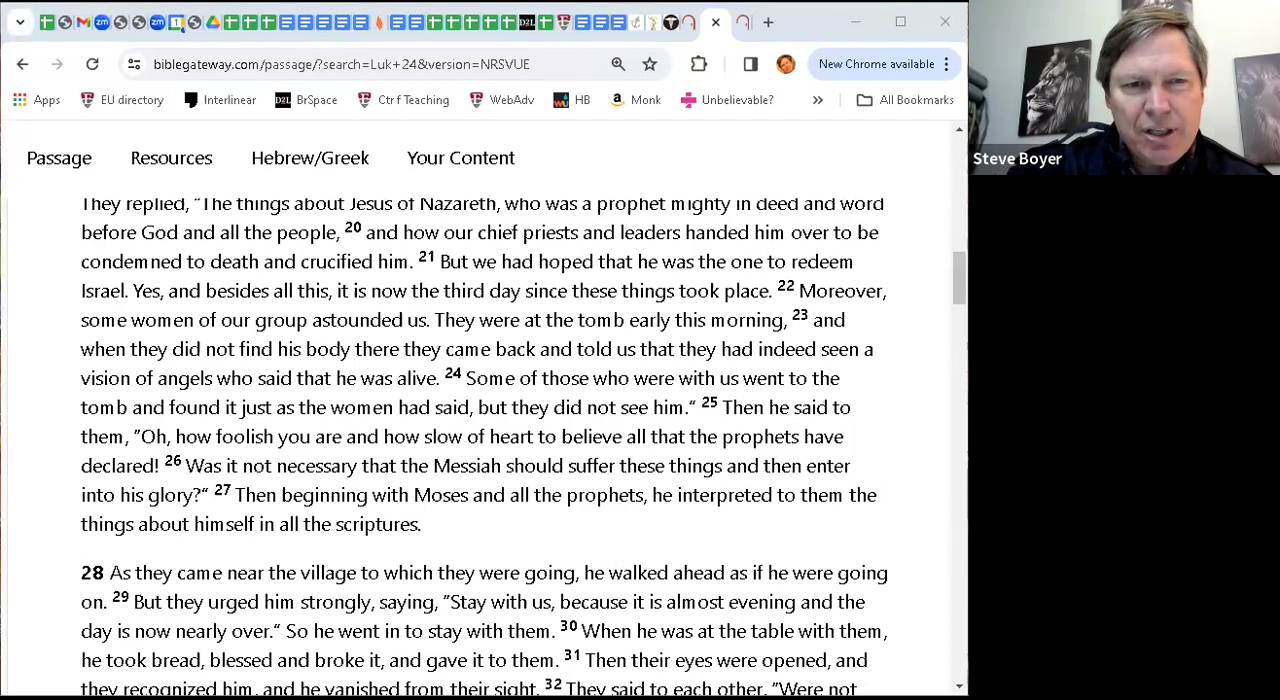 zm zm 1 D2L
biblegateway.com/passage/?search=Luk+24&version=NRSVUE New Chrome available
Apps EU directory Interlinear D2L BrSpace Ctr f Teaching WebAdv HB Monk Unbelievable? » All Bookmarks
Passage Resources Hebrew/Greek Your Content
Steve Boyer
They replied, "The things about Jesus of Nazareth, who was a prophet mighty in deed and word
before God and all the people, 20 and how our chief priests and leaders handed him over to be
condemned to death and crucified him. 21 But we had hoped that he was the one to redeem
Israel. Yes, and besides all this, it is now the third day since these things took place. 22 Moreover,
some women of our group astounded us. They were at the tomb early this morning, 23 and
when they did not find his body there they came back and told us that they had indeed seen a
vision of angels who said that he was alive. 24 Some of those who were with us went to the
tomb and found it just as the women had said, but they did not see him." 25 Then he said to
them, "Oh, how foolish you are and how slow of heart to believe all that the prophets have
declared! 26 Was it not necessary that the Messiah should suffer these things and then enter
into his glory?" 27 Then beginning with Moses and all the prophets, he interpreted to them the
things about himself in all the scriptures.
28 As they came near the village to which they were going, he walked ahead as if he were going
on. 29 But they urged him strongly, saying, "Stay with us, because it is almost evening and the
day is now nearly over." So he went in to stay with them. 30 When he was at the table with them,
he took bread, blessed and broke it, and gave it to them. 31 Then their eyes were opened, and
they recognized him, and he vanished from their sight. 32 They said to each other, "Were not